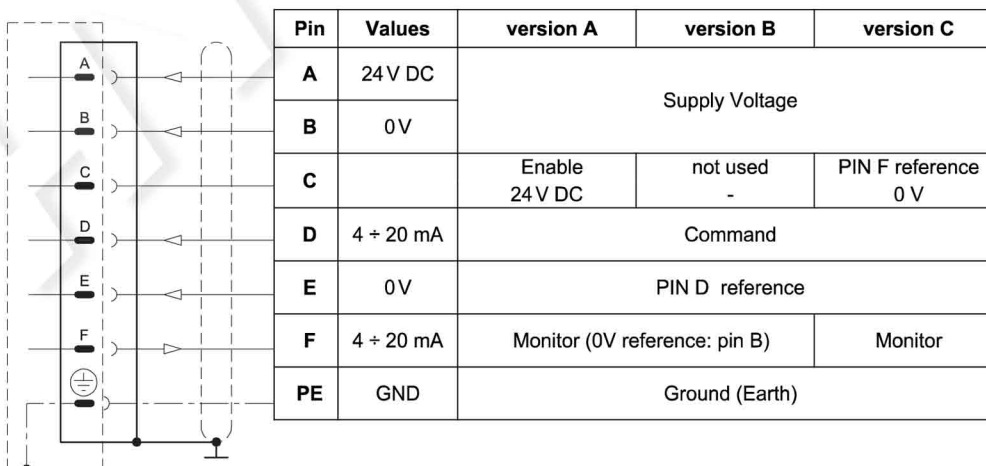 Pin Values version A version B version C
A 24 V DC Supply Voltage
B 0 V
C Enable 24 V DC not used - PIN F reference 0 V
D 4 ÷ 20 mA Command
E 0 V PIN D reference
F 4 ÷ 20 mA Monitor (0V reference: pin B) Monitor
PE GND Ground (Earth)
A
B
C
D
E
F